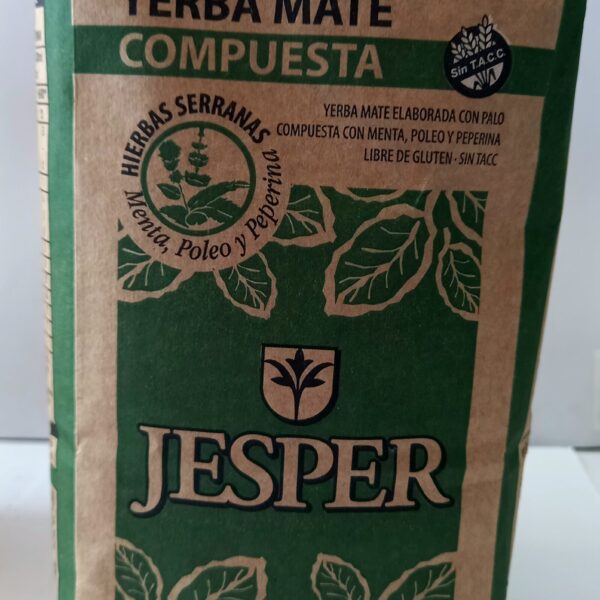 YERBA MATE
COMPUESTA
Sin T.A.C.C.
HIERBAS SERRANAS
Menta, Poleo y Peperina
YERBA MATE ELABORADA CON PALO
COMPUESTA CON MENTA, POLEO Y PEPERINA
LIBRE DE GLUTEN - SIN TACC
JESPER